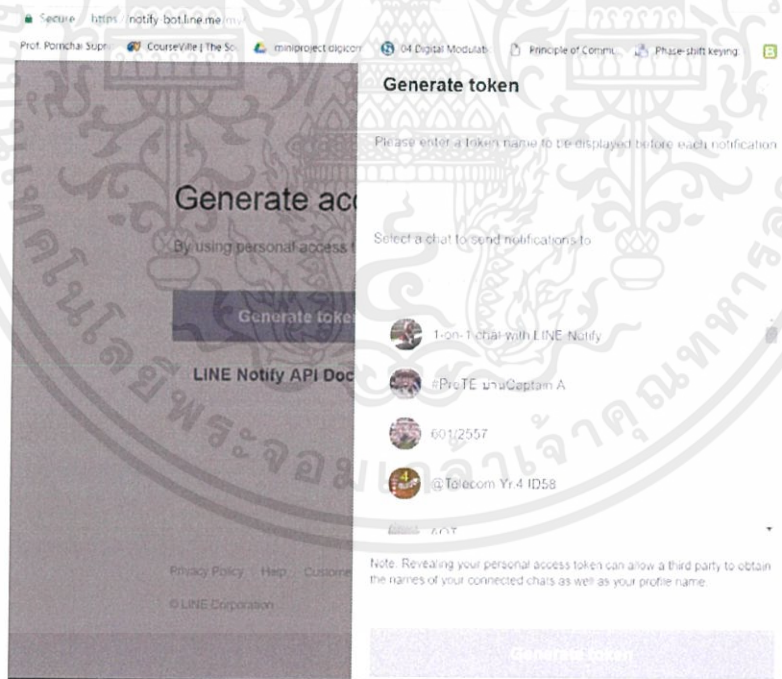 Secure https://notify-bot.line.me/my/
Prof. Pornchai Supr CourseVille | The So miniproject digicom 04 Digital Modulati Principle of Commu Phase-shift keying:
Generate token
Please enter a token name to be displayed before each notification
Generate acc
By using personal access t
Select a chat to send notifications to
Generate toke
1-on-1 chat with LINE Notify
LINE Notify API Doc
#ProTE บ้านCaptain A
601/2557
@Telecom Yr.4 ID58
AOT
Note: Revealing your personal access token can allow a third party to obtain
the names of your connected chats as well as your profile name.
Privacy Policy Help Custome
© LINE Corporation
Generate token